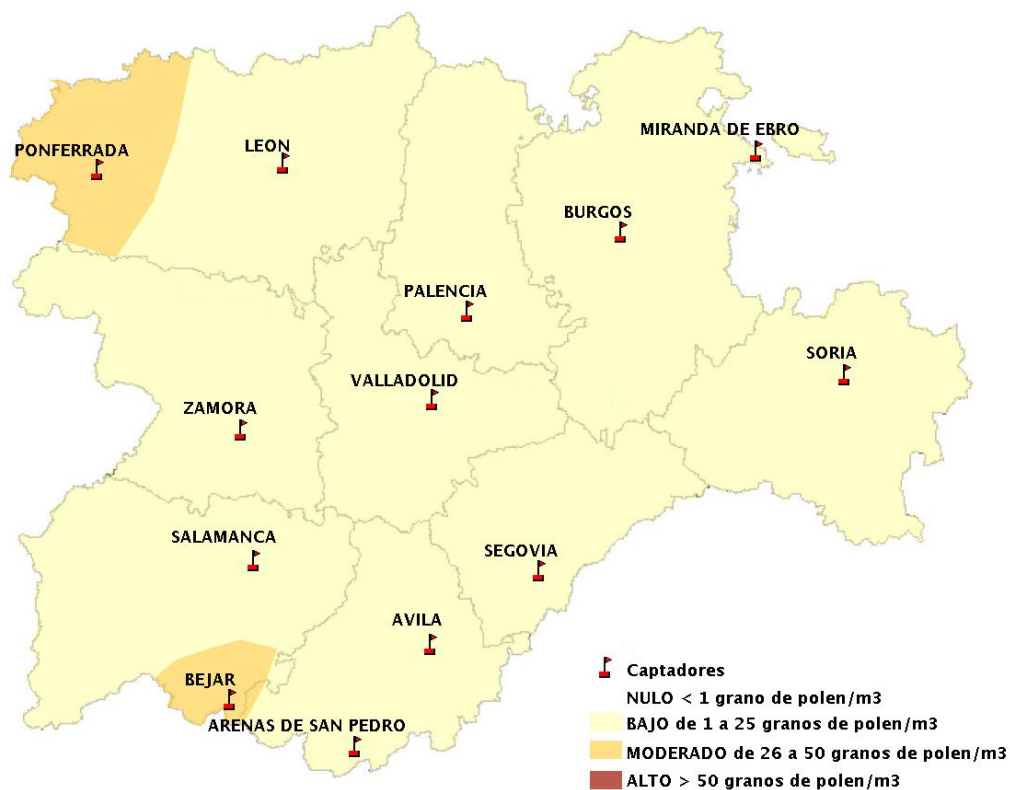 MIRANDA DE EBRO
PONFERRADA
LEON
BURGOS
PALENCIA
SORIA
VALLADOLID
ZAMORA
SALAMANCA
SEGOVIA
AVILA
BEJAR
ARENAS DE SAN PEDRO
Captadores
NULO < 1 grano de polen/m3
BAJO de 1 a 25 granos de polen/m3
MODERADO de 26 a 50 granos de polen/m3
ALTO > 50 granos de polen/m3